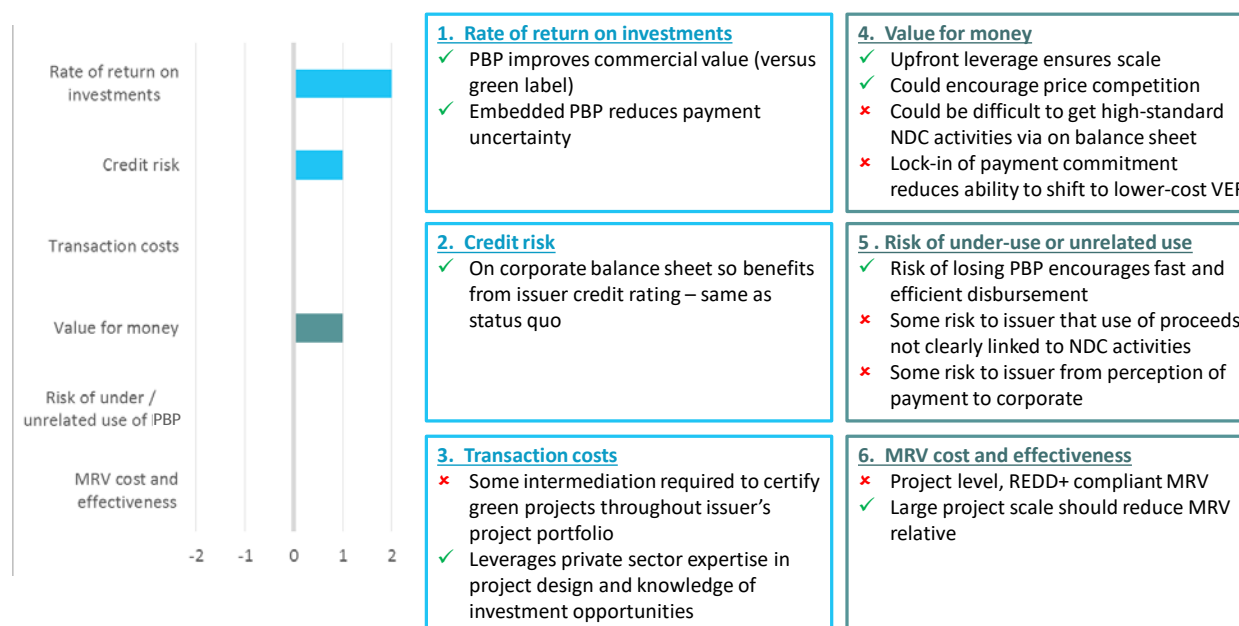 Rate of return on
investments
Credit risk
Transaction costs
Value for money
Risk of under /
unrelated use of PBP
MRV cost and
effectiveness
-2 -1 0 1 2
1. Rate of return on investments
✓ PBP improves commercial value (versus
green label)
✓ Embedded PBP reduces payment
uncertainty
2. Credit risk
✓ On corporate balance sheet so benefits
from issuer credit rating – same as
status quo
3. Transaction costs
× Some intermediation required to certify
green projects throughout issuer's
project portfolio
✓ Leverages private sector expertise in
project design and knowledge of
investment opportunities
4. Value for money
✓ Upfront leverage ensures scale
✓ Could encourage price competition
× Could be difficult to get high-standard
NDC activities via on balance sheet
× Lock-in of payment commitment
reduces ability to shift to lower-cost
5 . Risk of under-use or unrelated use
✓ Risk of losing PBP encourages fast and
efficient disbursement
× Some risk to issuer that use of proceeds
not clearly linked to NDC activities
× Some risk to issuer from perception of
payment to corporate
6. MRV cost and effectiveness
× Project level, REDD+ compliant MRV
✓ Large project scale should reduce MRV
relative